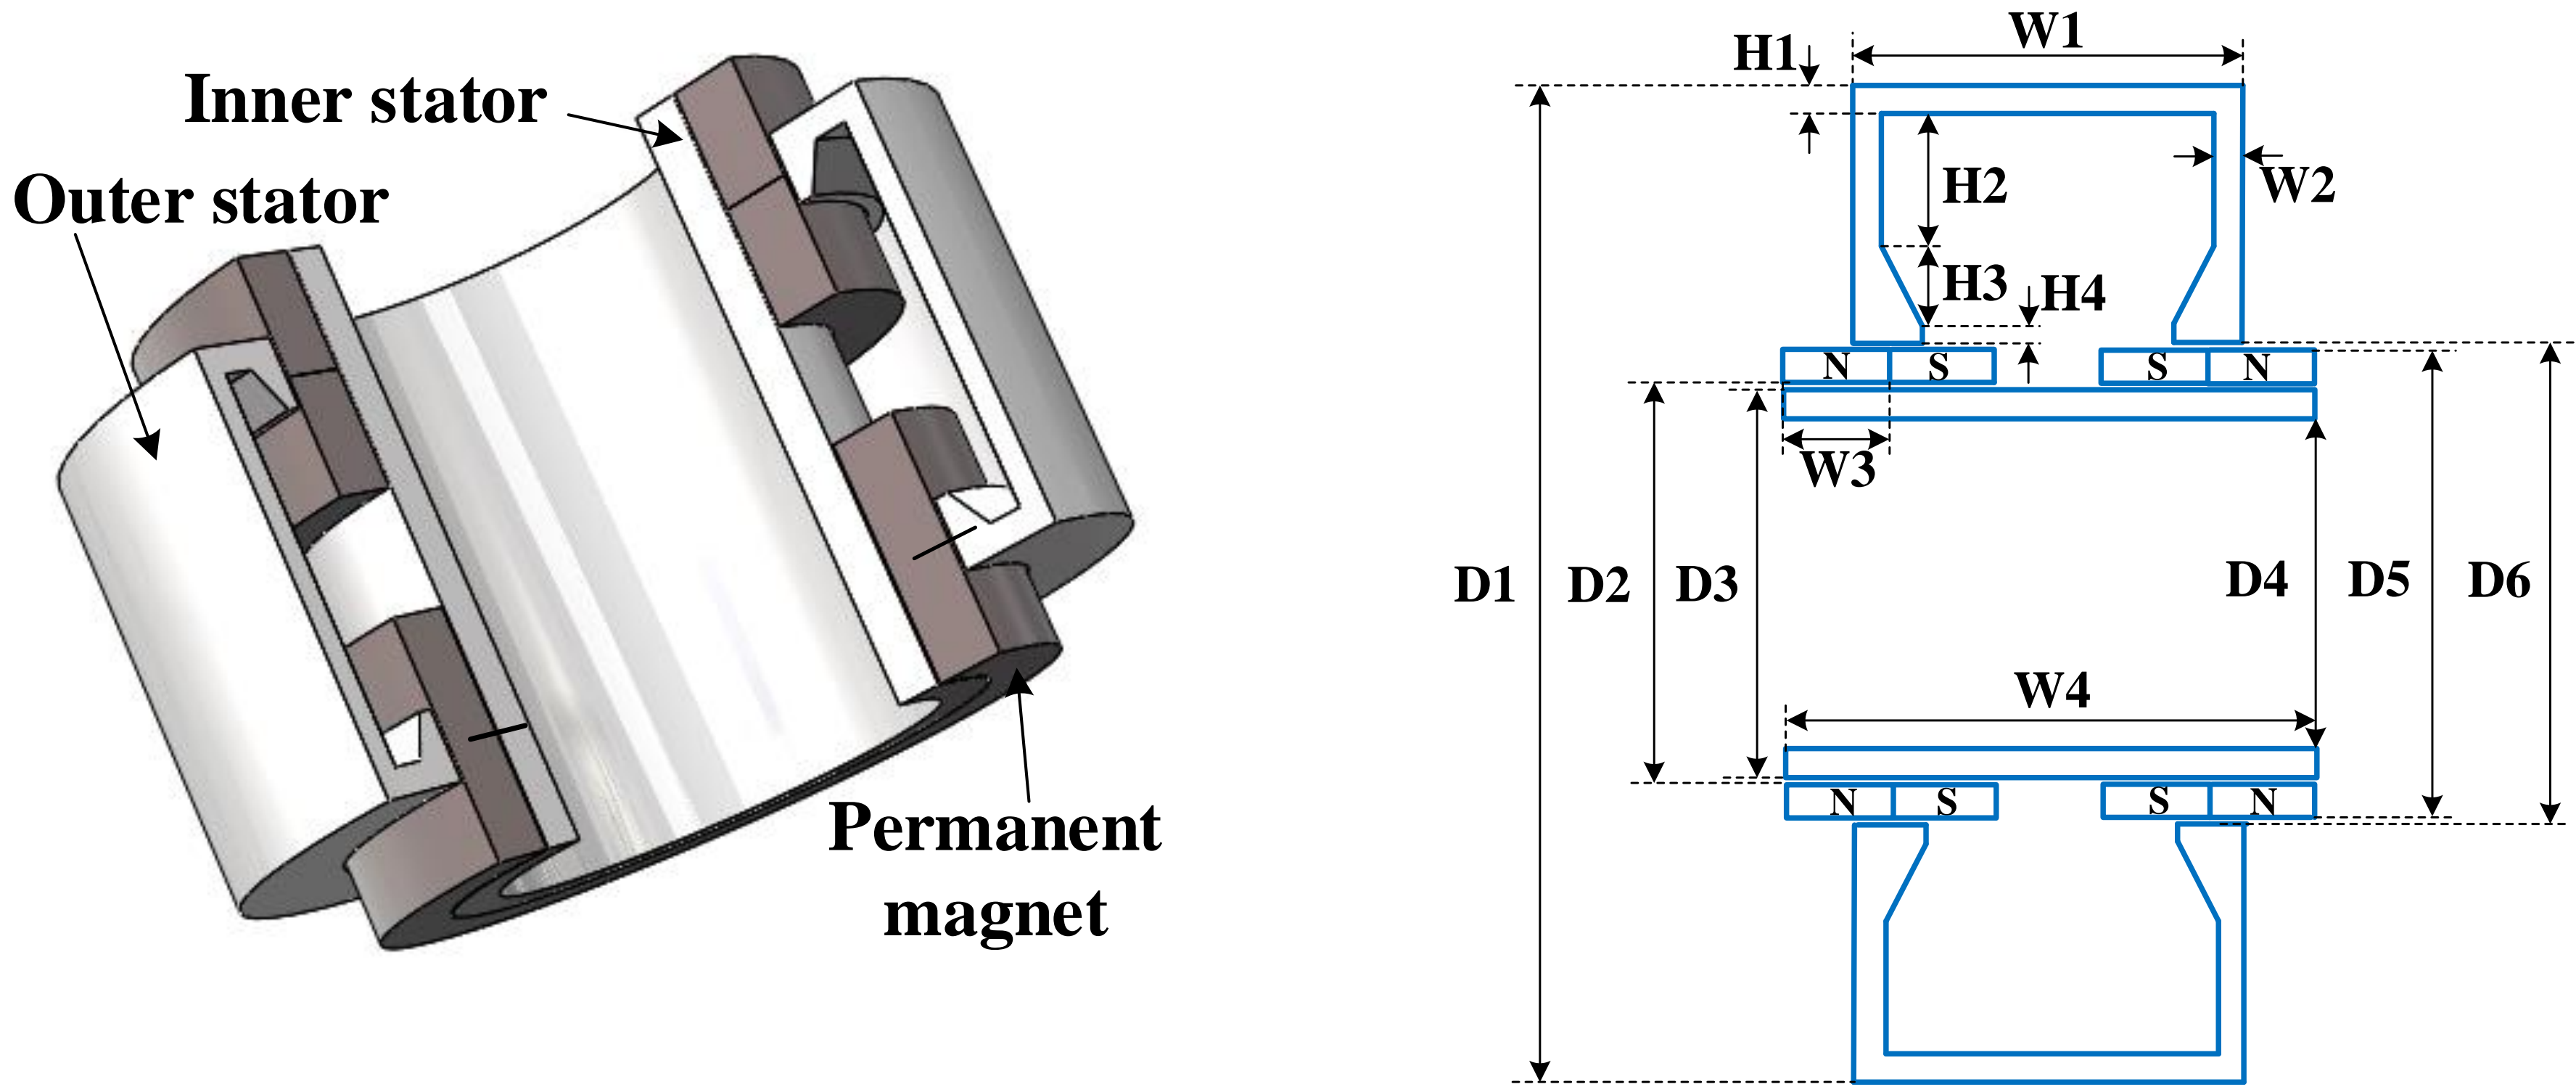 Inner stator
Outer stator
Permanent
magnet
W1
H1
H2
W2
H3
H4
N S S N
W3
D1 D2 D3 D4 D5 D6
W4
N S S N